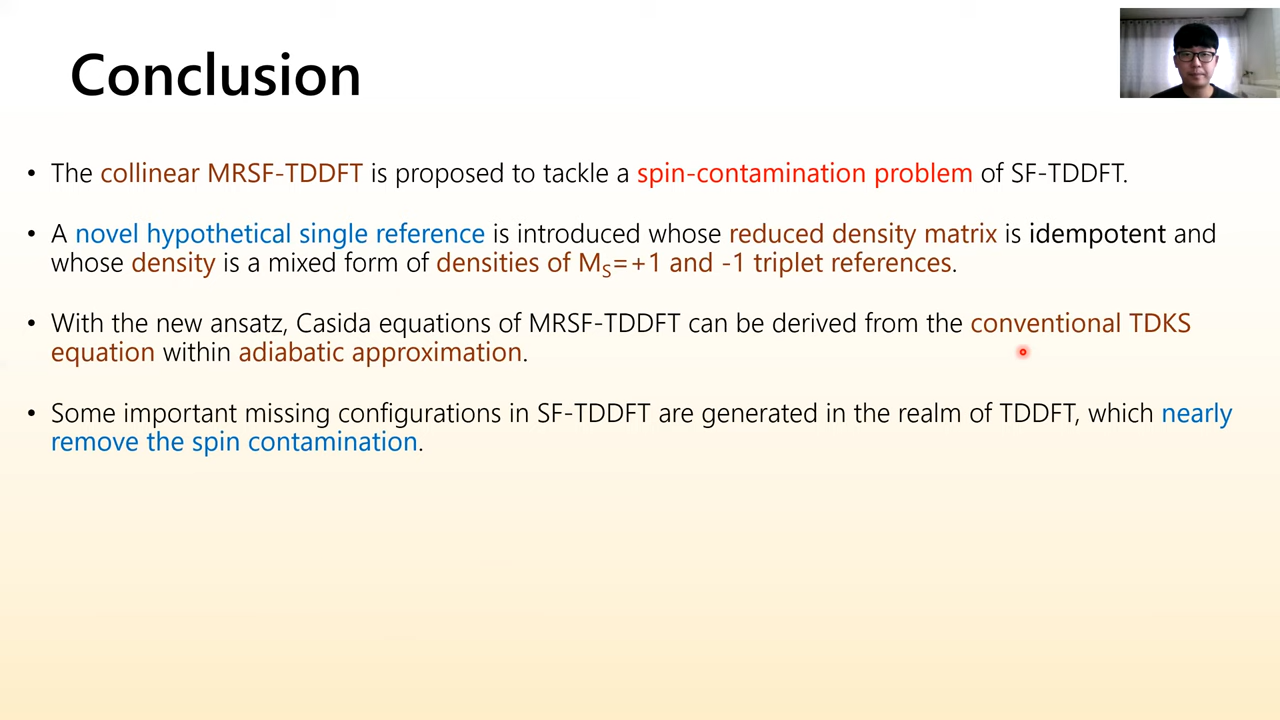 Conclusion
• The collinear MRSF-TDDFT is proposed to tackle a spin-contamination problem of SF-TDDFT.
• A novel hypothetical single reference is introduced whose reduced density matrix is idempotent and
whose density is a mixed form of densities of MS=+1 and -1 triplet references.
• With the new ansatz, Casida equations of MRSF-TDDFT can be derived from the conventional TDKS
equation within adiabatic approximation.
• Some important missing configurations in SF-TDDFT are generated in the realm of TDDFT, which nearly
remove the spin contamination.